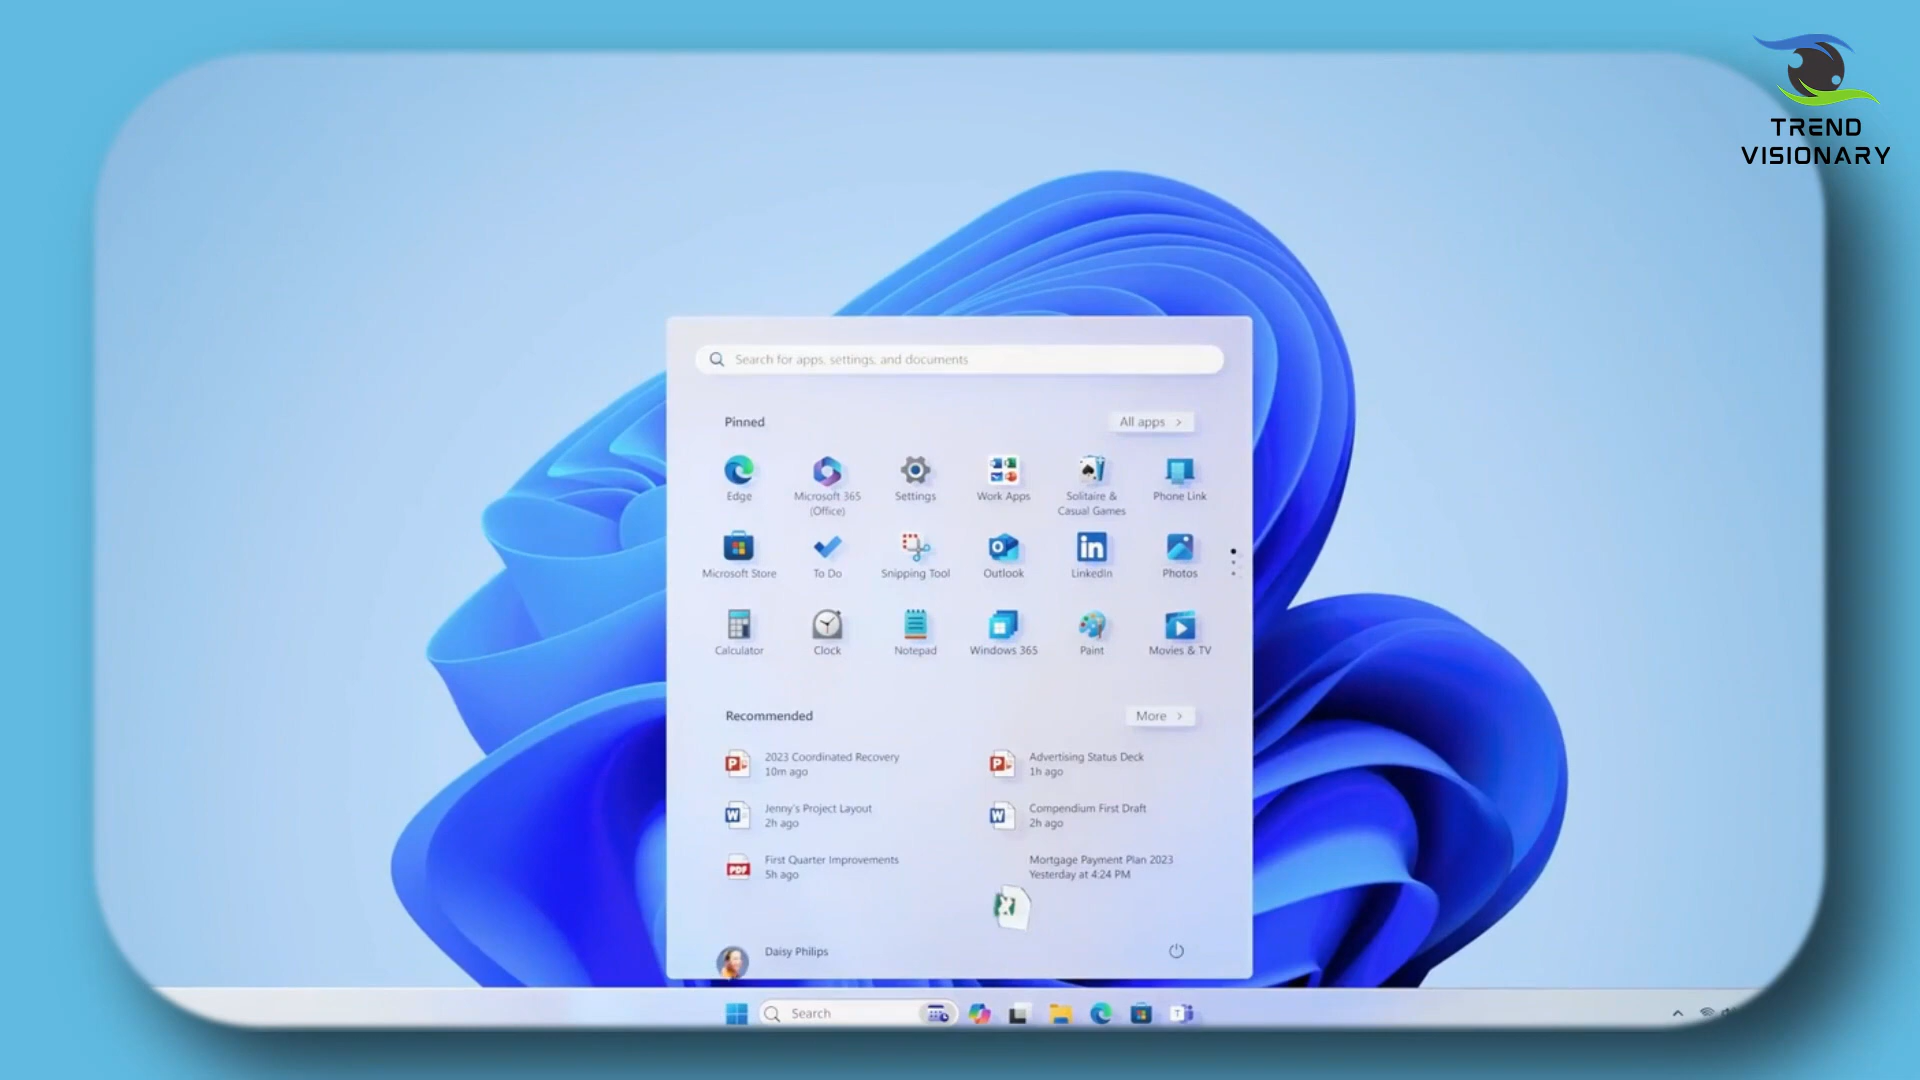 TREND
VISIONARY
Search for apps, settings, and documents
Pinned
All apps
Edge
Microsoft 365
(Office)
Settings
Work Apps
Solitaire &
Casual Games
Phone Link
Microsoft Store
To Do
Snipping Tool
Outlook
LinkedIn
Photos
Calculator
Clock
Notepad
Windows 365
Paint
Movies & TV
Recommended
More
2023 Coordinated Recovery
10m ago
Advertising Status Deck
1h ago
Jenny's Project Layout
2h ago
Compendium First Draft
2h ago
First Quarter Improvements
5h ago
Mortgage Payment Plan 2023
Yesterday at 4:24 PM
Daisy Philips
Search